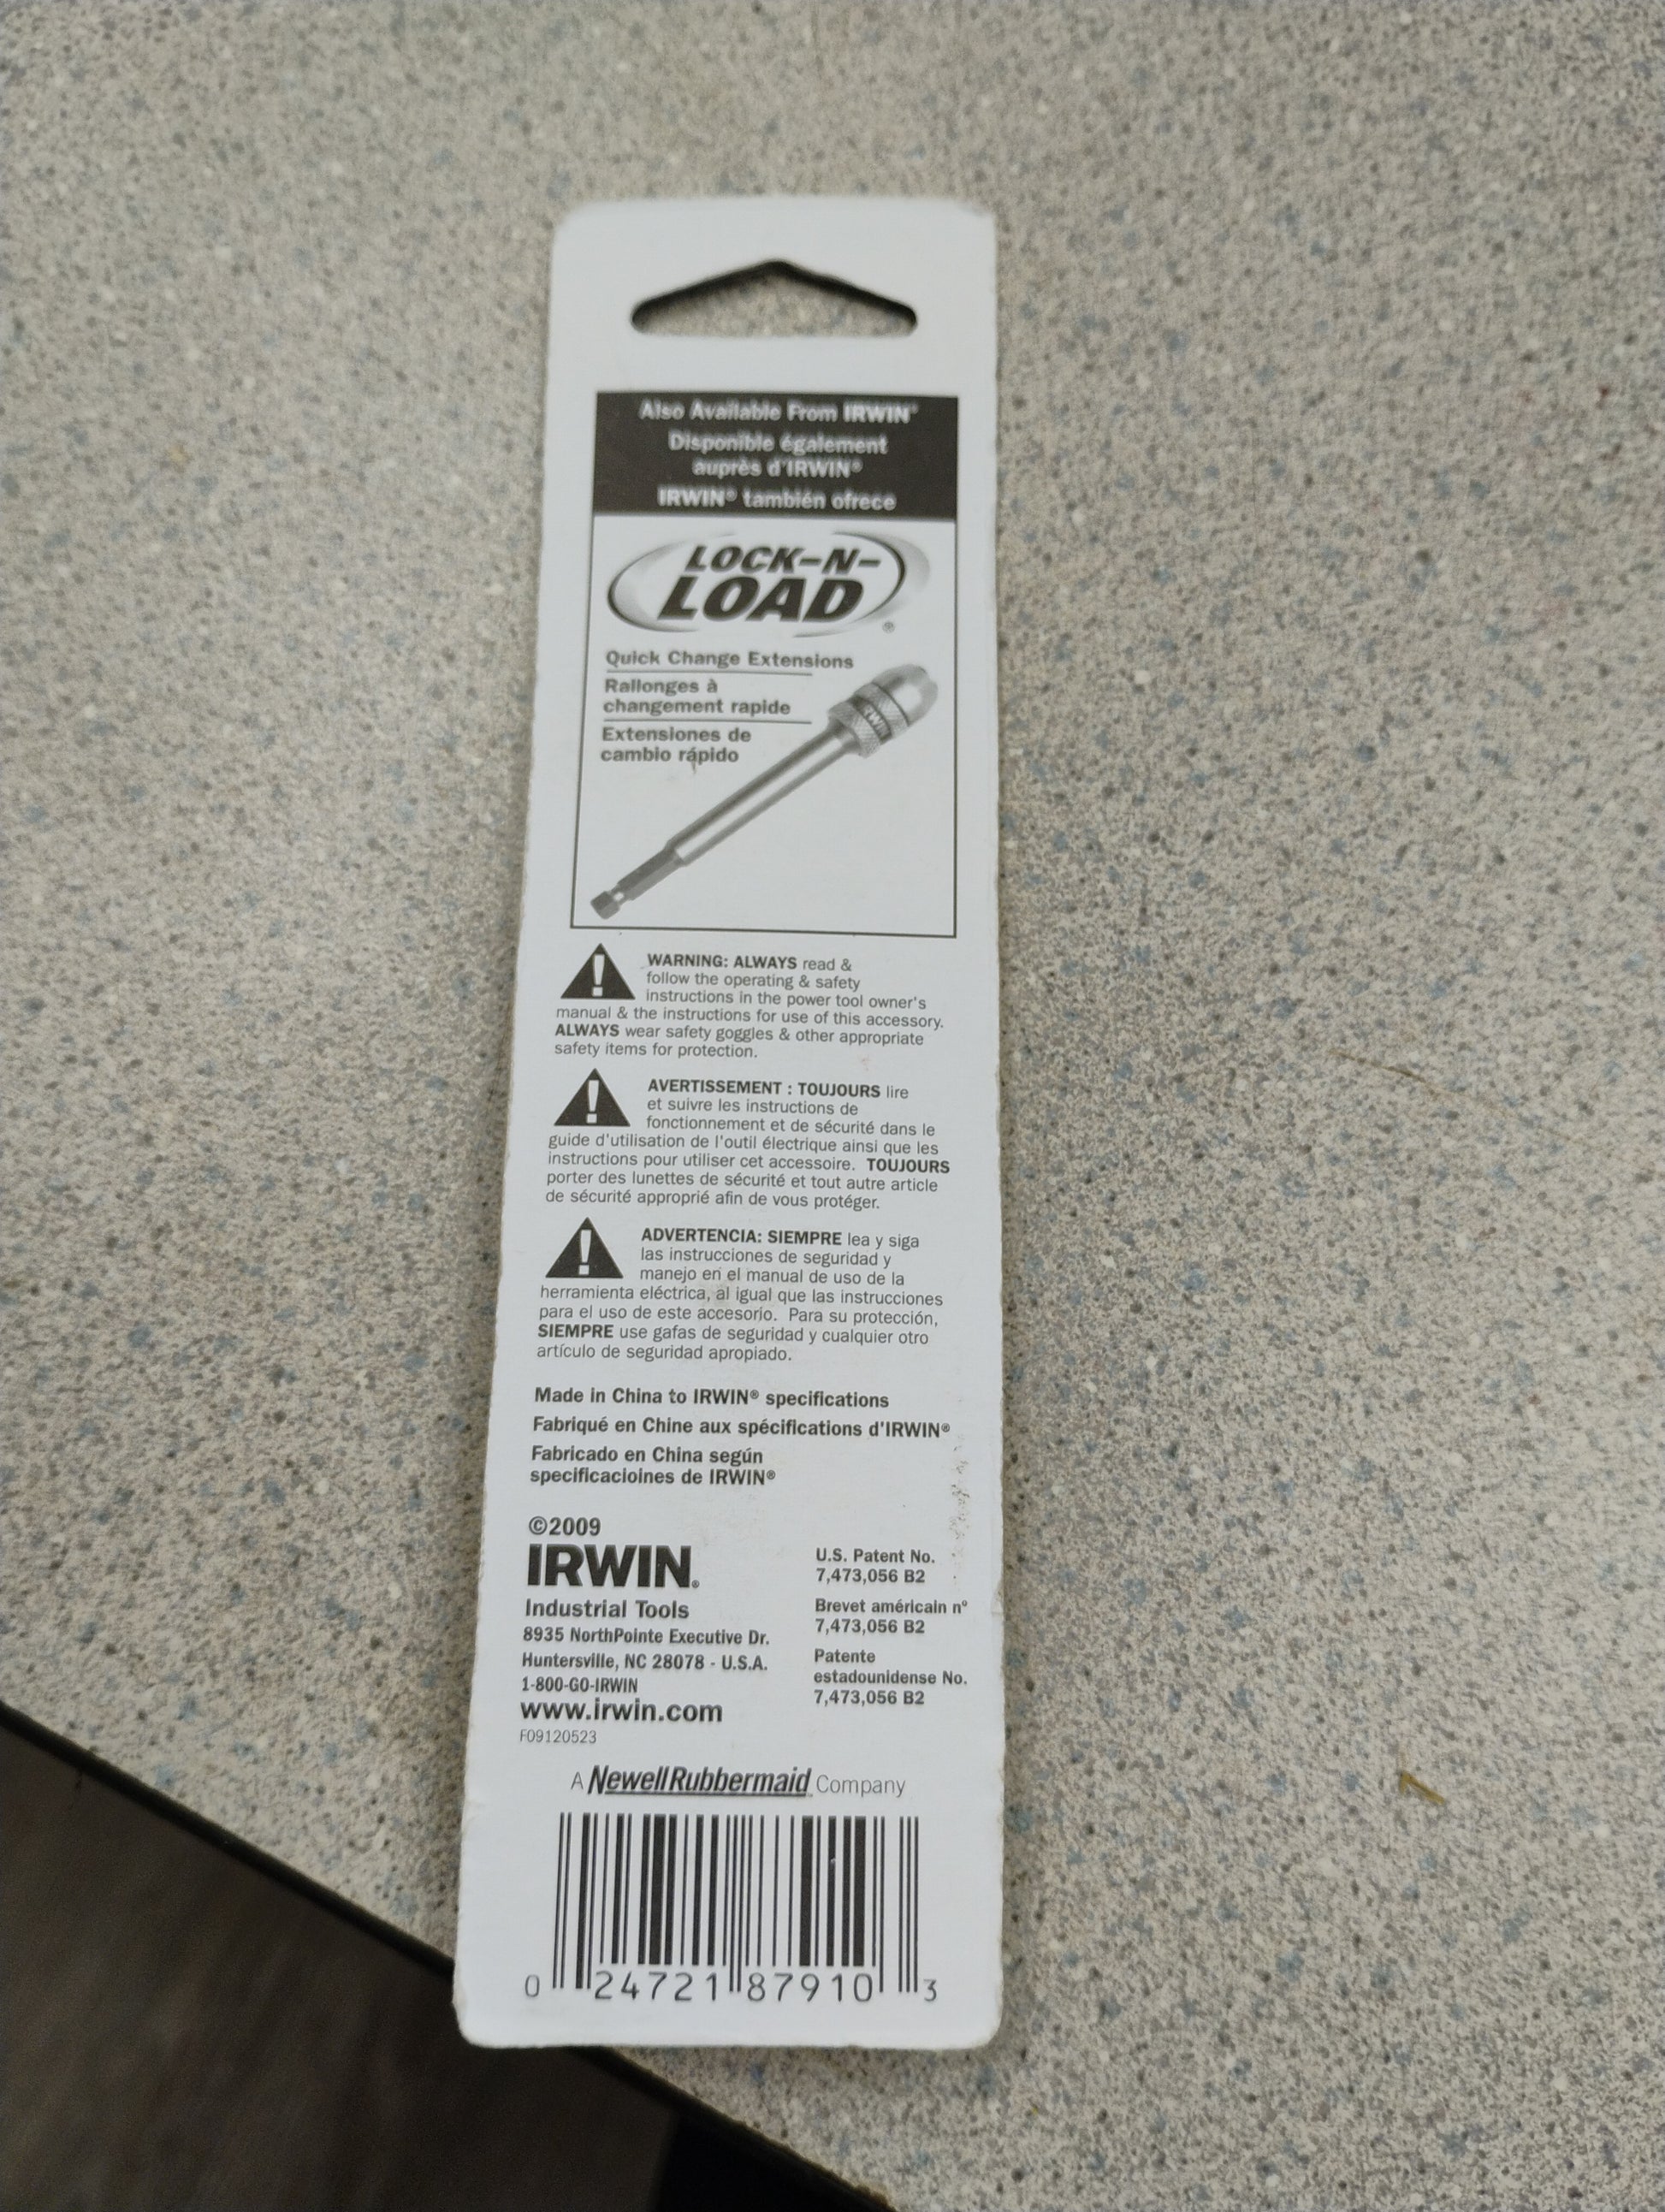 Also Available From IRWIN®
Disponible également
auprès d'IRWIN®
IRWIN® también ofrece
LOCK-N-
LOAD®
Quick Change Extensions
Rallonges à
changement rapide
Extensiones de
cambio rápido
IRWIN
WARNING: ALWAYS read &
follow the operating & safety
instructions in the power tool owner's
manual & the instructions for use of this accessory.
ALWAYS wear safety goggles & other appropriate
safety items for protection.
AVERTISSEMENT : TOUJOURS lire
et suivre les instructions de
fonctionnement et de sécurité dans le
guide d'utilisation de l'outil électrique ainsi que les
instructions pour utiliser cet accessoire. TOUJOURS
porter des lunettes de sécurité et tout autre article
de sécurité approprié afin de vous protéger.
ADVERTENCIA: SIEMPRE lea y siga
las instrucciones de seguridad y
manejo en el manual de uso de la
herramienta eléctrica, al igual que las instrucciones
para el uso de este accesorio. Para su protección,
SIEMPRE use gafas de seguridad y cualquier otro
artículo de seguridad apropiado.
Made in China to IRWIN® specifications
Fabriqué en Chine aux spécifications d'IRWIN®
Fabricado en China según
specificacioines de IRWIN®
©2009
IRWIN®
Industrial Tools
8935 NorthPointe Executive Dr.
Huntersville, NC 28078 - U.S.A.
1-800-GO-IRWIN
www.irwin.com
F09120523
U.S. Patent No.
7,473,056 B2
Brevet américain nº
7,473,056 B2
Patente
estadounidense No.
7,473,056 B2
A NewellRubbermaid Company
0 24721 87910 3